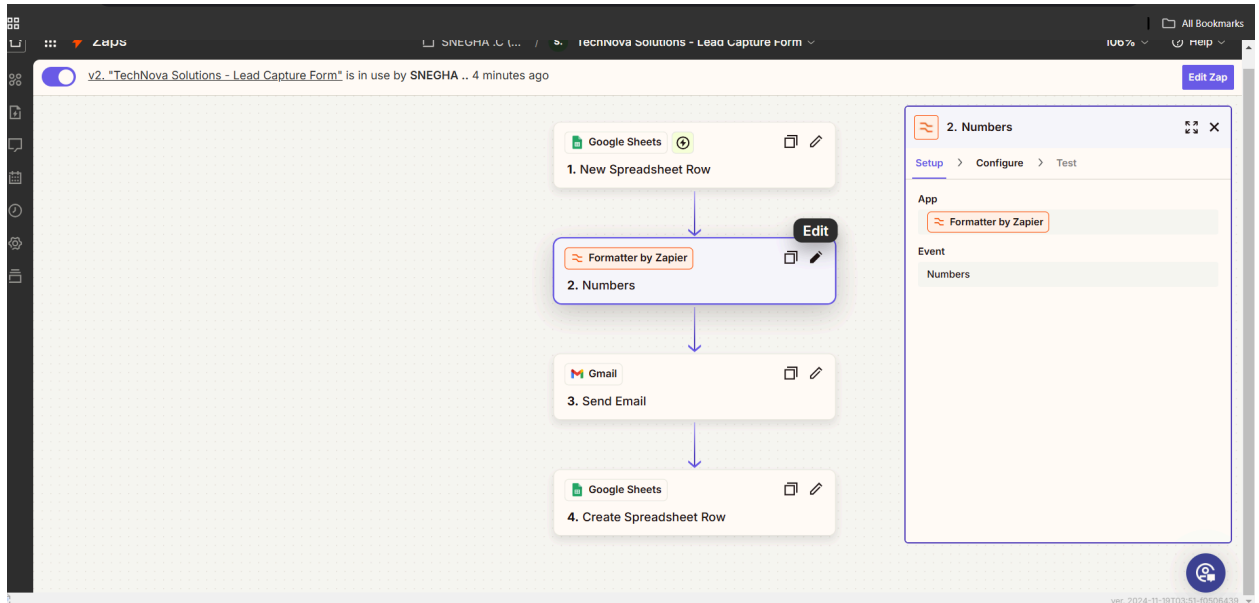 All Bookmarks
Zaps
SNEGHA .C (... / S. TechNova Solutions - Lead Capture Form
106%
Help
v2. "TechNova Solutions - Lead Capture Form" is in use by SNEGHA .. 4 minutes ago
Edit Zap
Google Sheets
1. New Spreadsheet Row
Edit
Formatter by Zapier
2. Numbers
Gmail
3. Send Email
Google Sheets
4. Create Spreadsheet Row
2. Numbers
Setup > Configure > Test
App
Formatter by Zapier
Event
Numbers